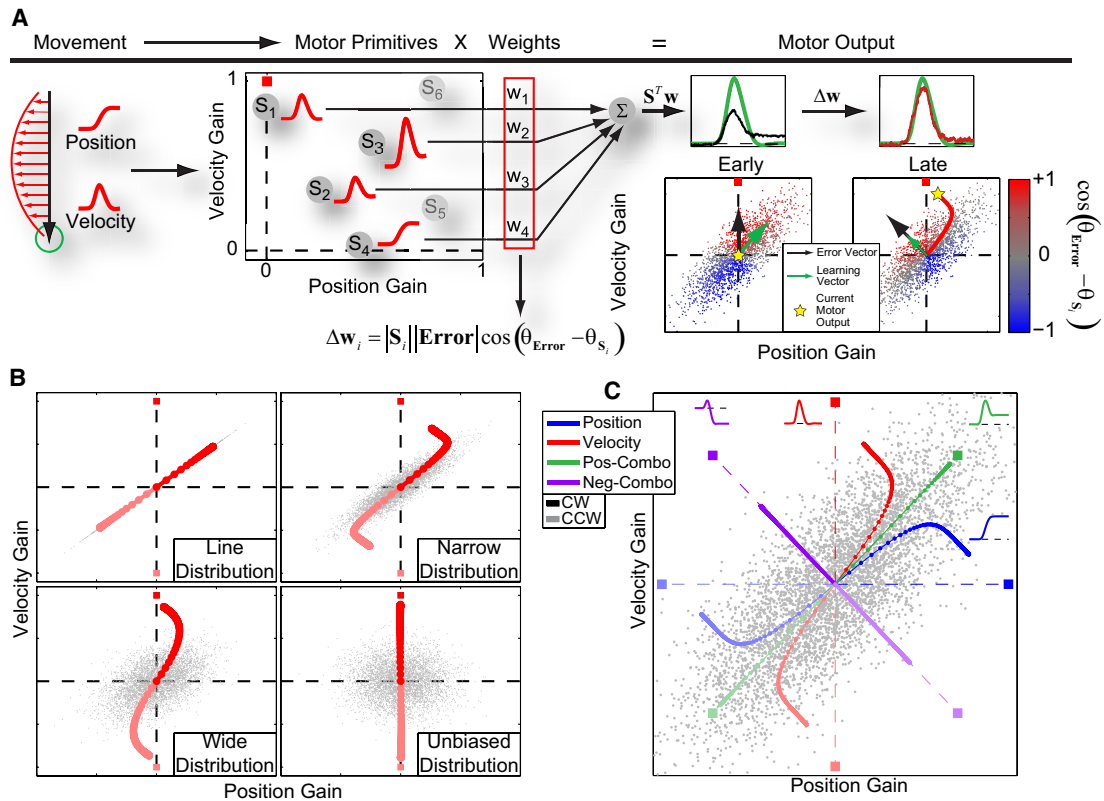 A
Movement Motor Primitives X Weights = Motor Output
Position
Velocity
1
Velocity Gain
0
0
1
Position Gain
S1
S6
S3
S2
S5
S4
w1
w2
w3
w4
Σ
S^T w
Δw
Early
Late
Velocity Gain
Error Vector
Learning
Vector
Current
Motor
Output
Position Gain
+1
0
−1
cos(θError −θSi)
Δwi = |Si||Error|cos(θError −θSi)
B
Velocity Gain
Line
Distribution
Narrow
Distribution
Wide
Distribution
Unbiased
Distribution
Position Gain
Position
Velocity
Pos-Combo
Neg-Combo
CW
CCW
C
Velocity Gain
Position Gain